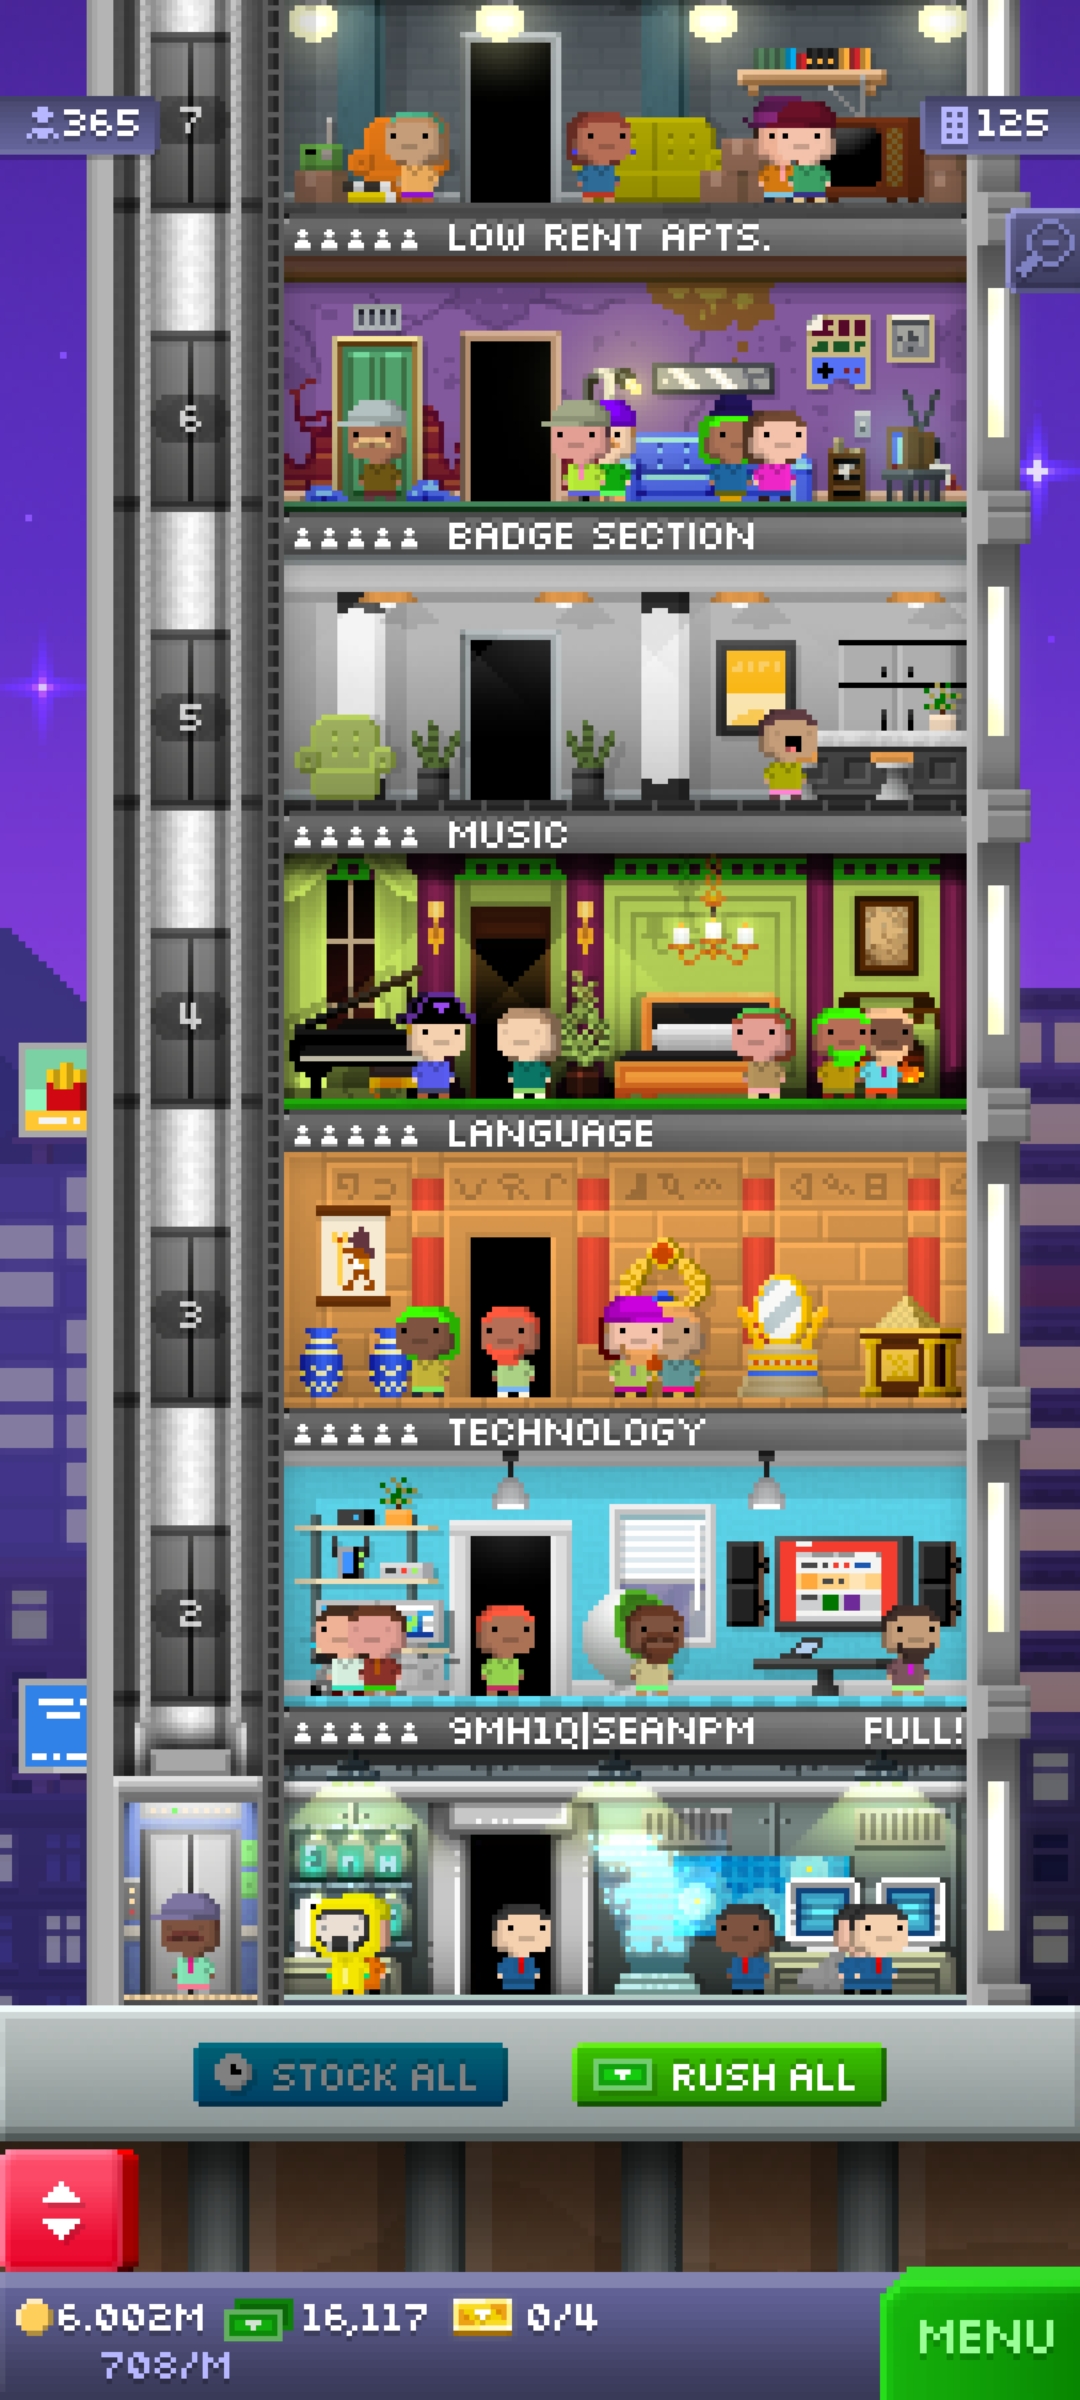 7
365
125
LOW RENT APTS.
6
BADGE SECTION
5
MUSIC
4
LANGUAGE
3
TECHNOLOGY
2
9MH1Q|SEANPM FULL!
STOCK ALL
RUSH ALL
6.002M 16,117 0/4
708/M
MENU